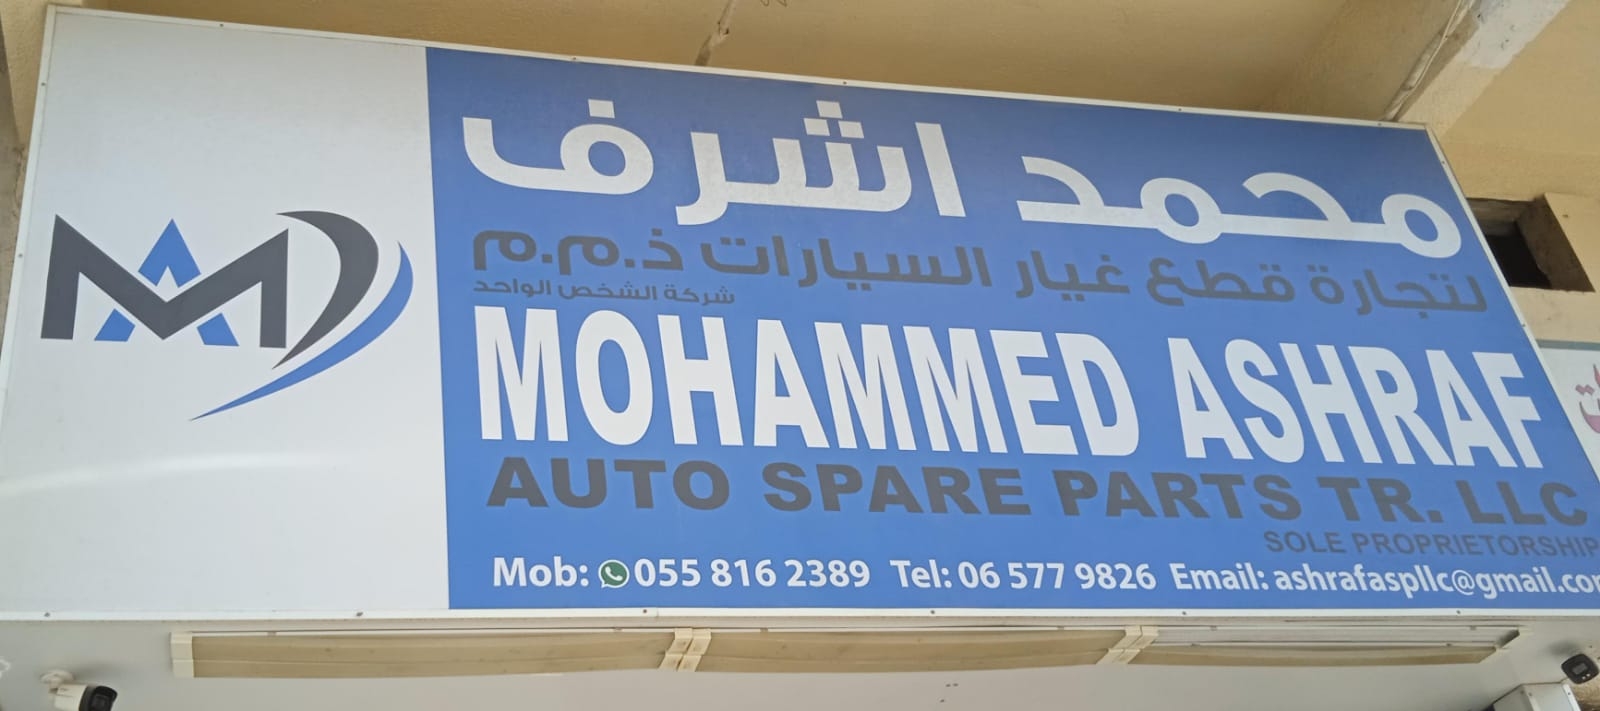 محمد اشرف
لتجارة قطع غيار السيارات ذ.م.م
شركة الشخص الواحد
MOHAMMED ASHRAF
AUTO SPARE PARTS TR. LLC
SOLE PROPRIETORSHIP
Mob: 055 816 2389 Tel: 06 577 9826 Email: ashrafaspllc@gmail.com